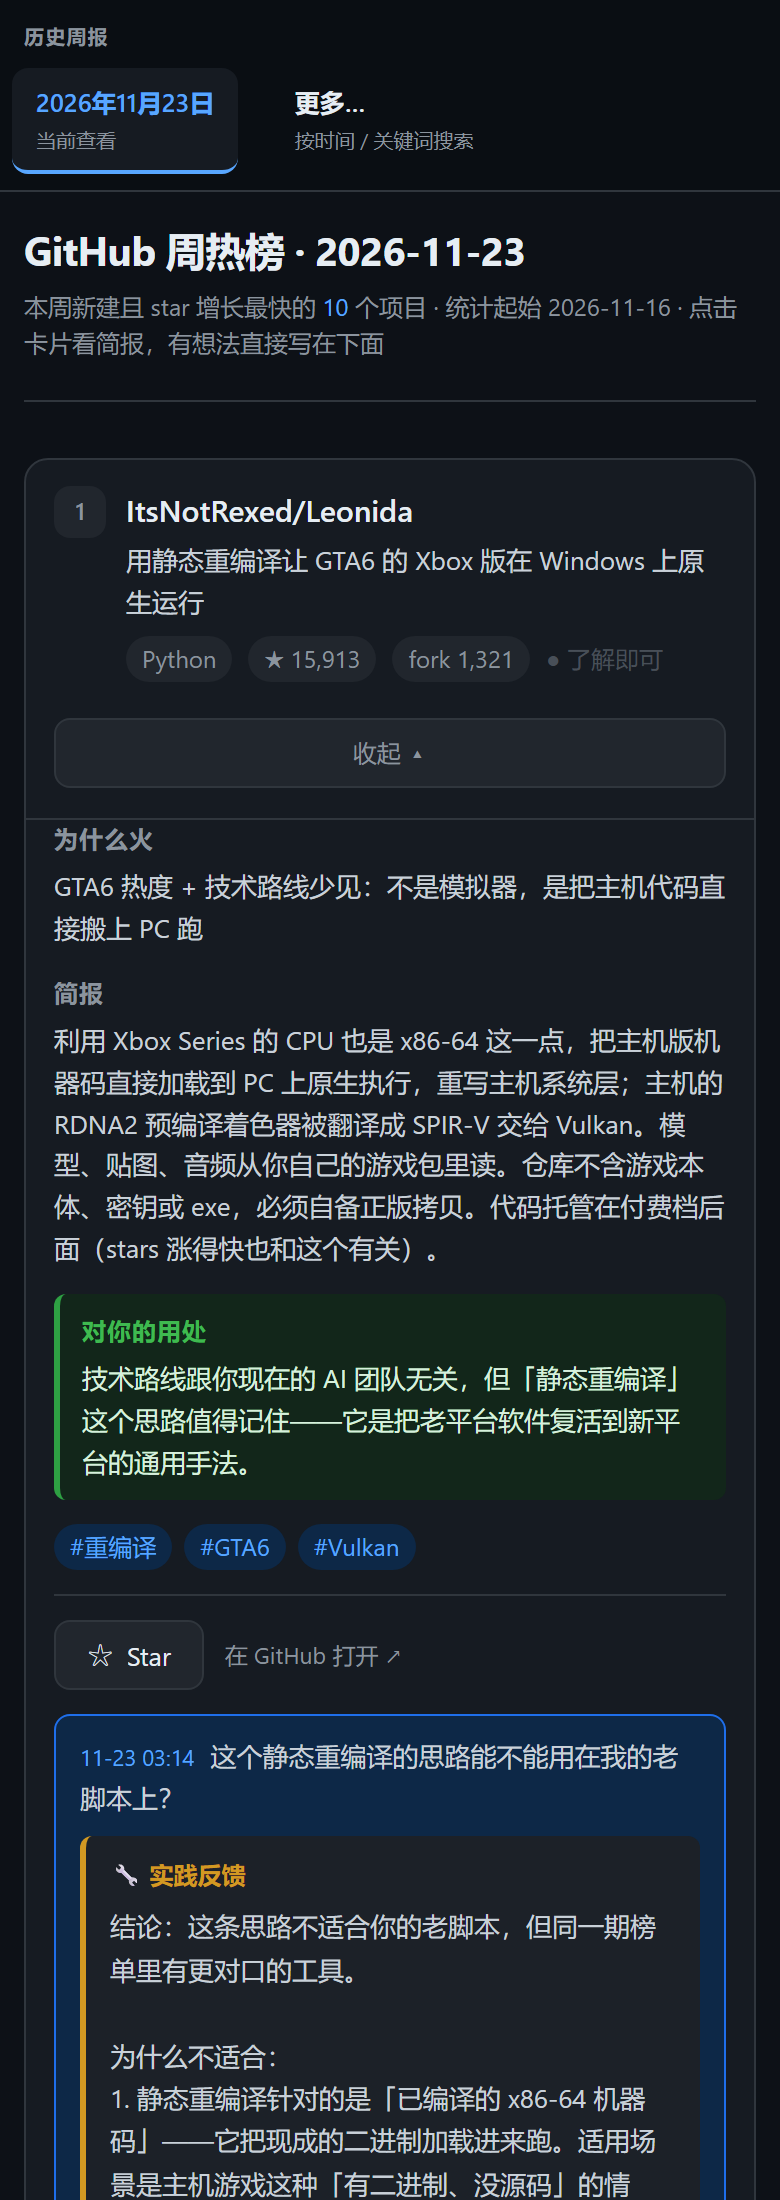 历史周报
2026年11月23日
当前查看
更多...
按时间 / 关键词搜索
GitHub 周热榜 · 2026-11-23
本周新建且 star 增长最快的 10 个项目 · 统计起始 2026-11-16 · 点击
卡片看简报，有想法直接写在下面
1
ItsNotRexed/Leonida
用静态重编译让 GTA6 的 Xbox 版在 Windows 上原
生运行
Python
★ 15,913
fork 1,321
● 了解即可
收起 ▲
为什么火
GTA6 热度 + 技术路线少见：不是模拟器，是把主机代码直
接搬上 PC 跑
简报
利用 Xbox Series 的 CPU 也是 x86-64 这一点，把主机版机
器码直接加载到 PC 上原生执行，重写主机系统层；主机的
RDNA2 预编译着色器被翻译成 SPIR-V 交给 Vulkan。模
型、贴图、音频从你自己的游戏包里读。仓库不含游戏本
体、密钥或 exe，必须自备正版拷贝。代码托管在付费档后
面（stars 涨得快也和这个有关）。
对你的用处
技术路线跟你现在的 AI 团队无关，但「静态重编译」
这个思路值得记住——它是把老平台软件复活到新平
台的通用手法。
#重编译
#GTA6
#Vulkan
☆ Star
在 GitHub 打开 ↗
11-23 03:14 这个静态重编译的思路能不能用在我的老
脚本上？
🔧 实践反馈
结论：这条思路不适合你的老脚本，但同一期榜
单里有更对口的工具。
为什么不适合：
1. 静态重编译针对的是「已编译的 x86-64 机器
码」——它把现成的二进制加载进来跑。适用场
景是主机游戏这种「有二进制、没源码」的情